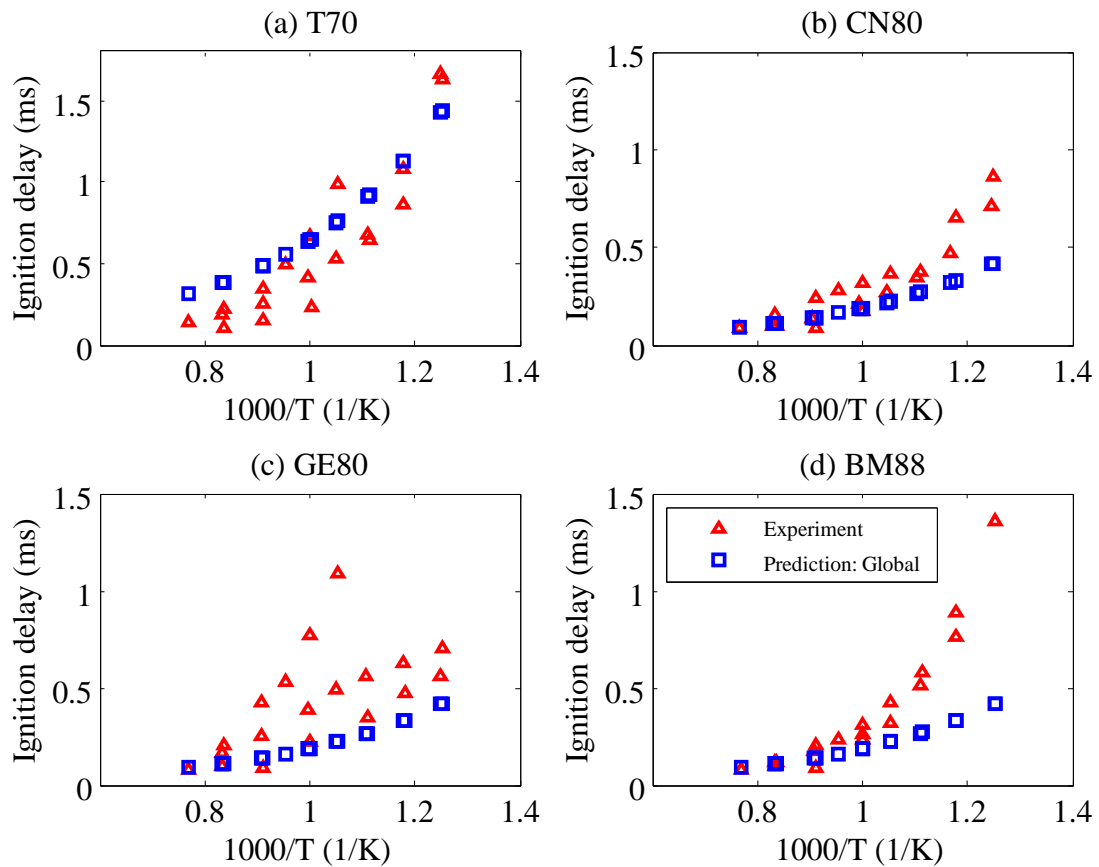 (a) T70
Ignition delay (ms)
1.5
1
0.5
0
0.8 1 1.2 1.4
1000/T (1/K)
(b) CN80
Ignition delay (ms)
1.5
1
0.5
0
0.8 1 1.2 1.4
1000/T (1/K)
(c) GE80
Ignition delay (ms)
1.5
1
0.5
0
0.8 1 1.2 1.4
1000/T (1/K)
(d) BM88
Ignition delay (ms)
1.5
1
0.5
0
Experiment
Prediction: Global
0.8 1 1.2 1.4
1000/T (1/K)